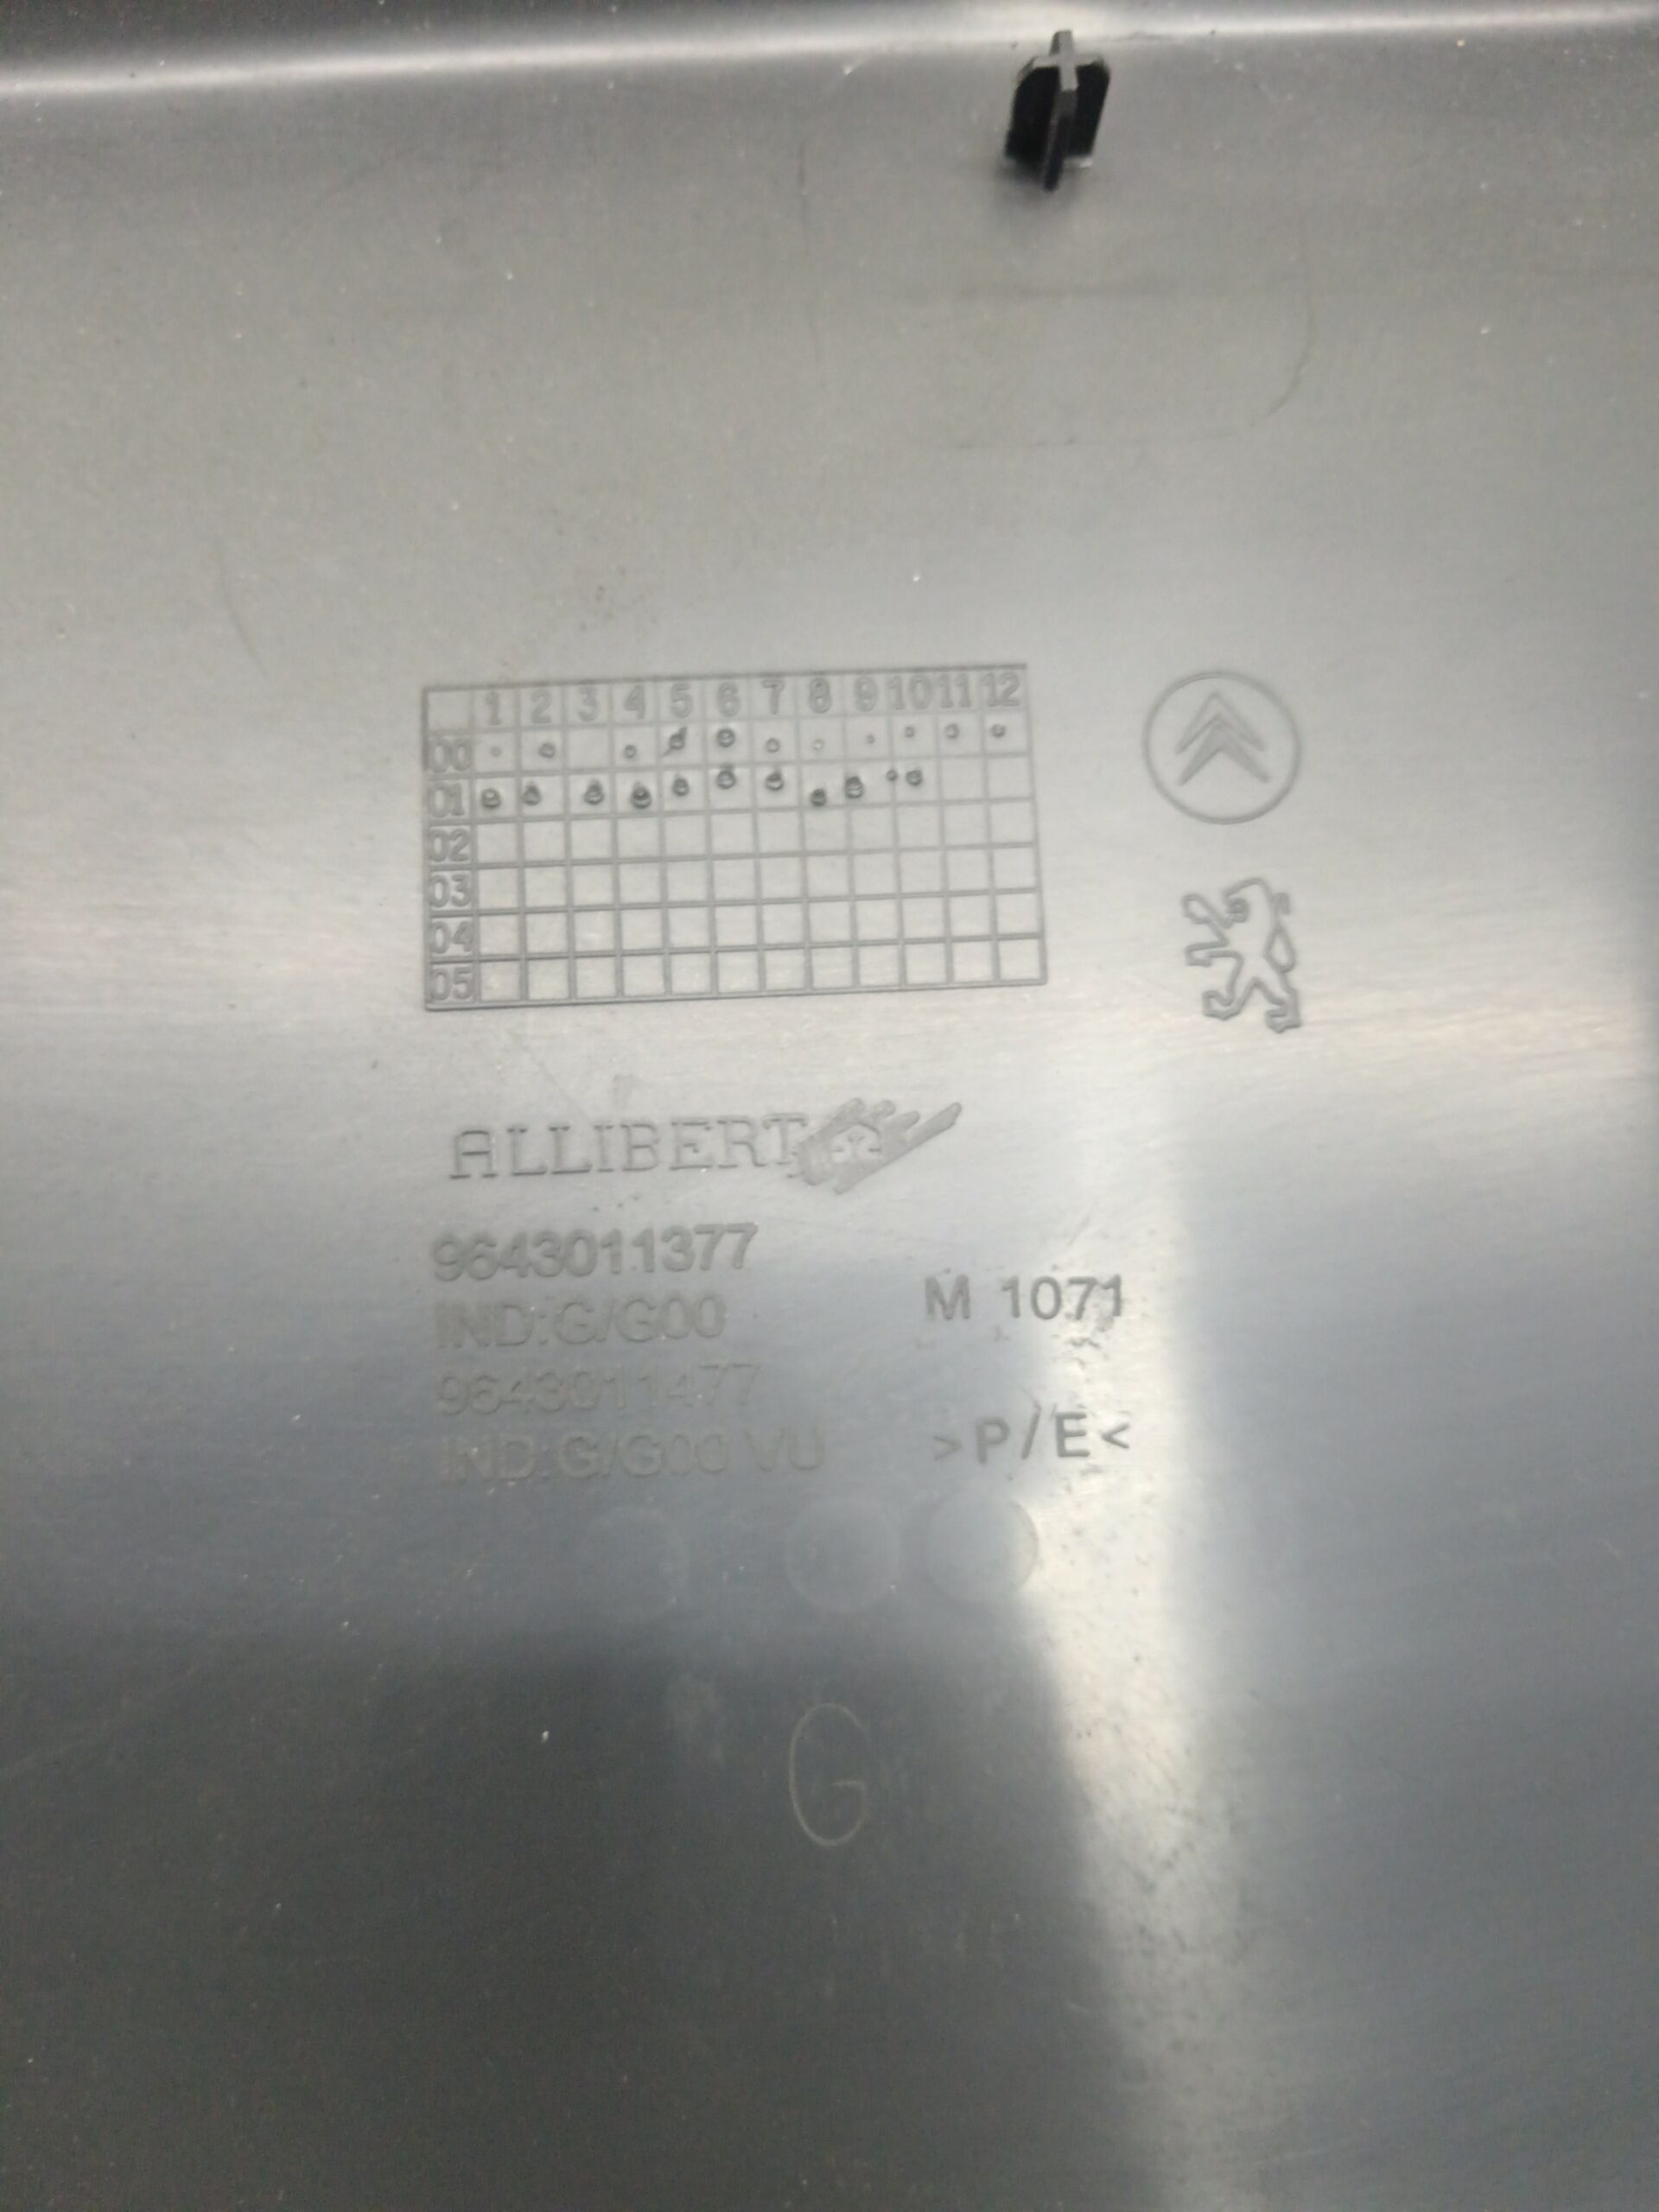 1 2 3 4 5 6 7 8 9 10 11 12
00
01
02
03
04
05
ALLIBERT
9643011377
IND:G/G00
M 1071
9643011477
IND:G/G00 VU
>P/E<
G